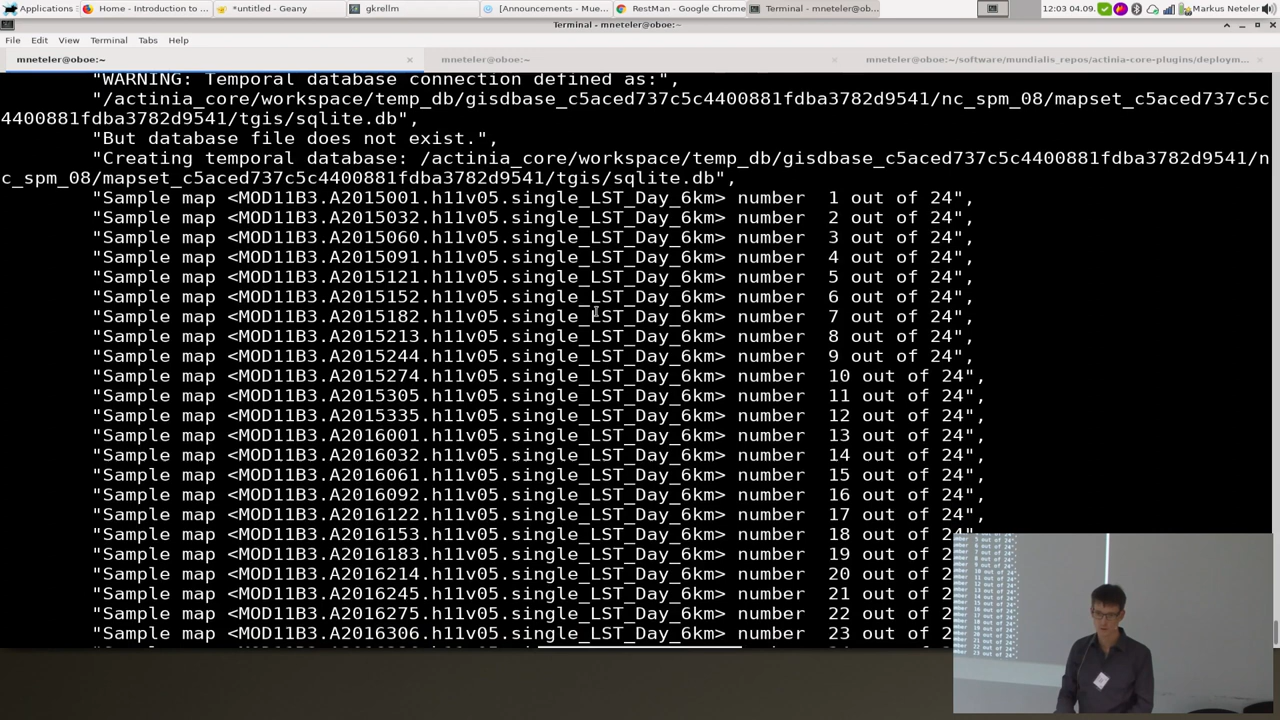 Applications
Home - Introduction to ...
*untitled - Geany
gkrellm
[Announcements - Mue...
RestMan - Google Chrome
Terminal - mneteler@ob...
12:03 04.09.
Markus Neteler
Terminal - mneteler@oboe:~
File Edit View Terminal Tabs Help
mneteler@oboe:~
mneteler@oboe:~
mneteler@oboe:~/software/mundialis_repos/actinia-core-plugins/deploym...
"WARNING: Temporal database connection defined as:",
"/actinia_core/workspace/temp_db/gisdbase_c5aced737c5c4400881fdba3782d9541/nc_spm_08/mapset_c5aced737c5c
4400881fdba3782d9541/tgis/sqlite.db",
"But database file does not exist.",
"Creating temporal database: /actinia_core/workspace/temp_db/gisdbase_c5aced737c5c4400881fdba3782d9541/n
c_spm_08/mapset_c5aced737c5c4400881fdba3782d9541/tgis/sqlite.db",
"Sample map <MOD11B3.A2015001.h11v05.single_LST_Day_6km> number  1 out of 24",
"Sample map <MOD11B3.A2015032.h11v05.single_LST_Day_6km> number  2 out of 24",
"Sample map <MOD11B3.A2015060.h11v05.single_LST_Day_6km> number  3 out of 24",
"Sample map <MOD11B3.A2015091.h11v05.single_LST_Day_6km> number  4 out of 24",
"Sample map <MOD11B3.A2015121.h11v05.single_LST_Day_6km> number  5 out of 24",
"Sample map <MOD11B3.A2015152.h11v05.single_LST_Day_6km> number  6 out of 24",
"Sample map <MOD11B3.A2015182.h11v05.single_LST_Day_6km> number  7 out of 24",
"Sample map <MOD11B3.A2015213.h11v05.single_LST_Day_6km> number  8 out of 24",
"Sample map <MOD11B3.A2015244.h11v05.single_LST_Day_6km> number  9 out of 24",
"Sample map <MOD11B3.A2015274.h11v05.single_LST_Day_6km> number  10 out of 24",
"Sample map <MOD11B3.A2015305.h11v05.single_LST_Day_6km> number  11 out of 24",
"Sample map <MOD11B3.A2015335.h11v05.single_LST_Day_6km> number  12 out of 24",
"Sample map <MOD11B3.A2016001.h11v05.single_LST_Day_6km> number  13 out of 24",
"Sample map <MOD11B3.A2016032.h11v05.single_LST_Day_6km> number  14 out of 24",
"Sample map <MOD11B3.A2016061.h11v05.single_LST_Day_6km> number  15 out of 24",
"Sample map <MOD11B3.A2016092.h11v05.single_LST_Day_6km> number  16 out of 24",
"Sample map <MOD11B3.A2016122.h11v05.single_LST_Day_6km> number  17 out of 24",
"Sample map <MOD11B3.A2016153.h11v05.single_LST_Day_6km> number  18 out of 24",
"Sample map <MOD11B3.A2016183.h11v05.single_LST_Day_6km> number  19 out of 2
"Sample map <MOD11B3.A2016214.h11v05.single_LST_Day_6km> number  20 out of 2
"Sample map <MOD11B3.A2016245.h11v05.single_LST_Day_6km> number  21 out of 2
"Sample map <MOD11B3.A2016275.h11v05.single_LST_Day_6km> number  22 out of 2
"Sample map <MOD11B3.A2016306.h11v05.single_LST_Day_6km> number  23 out of 2